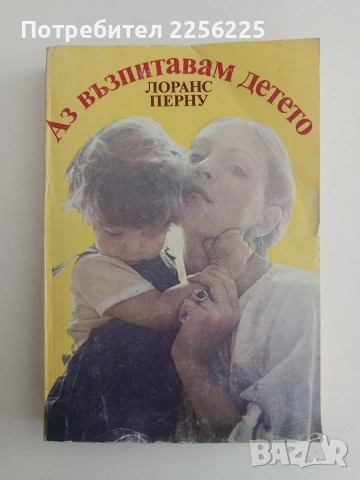 Потребител 2256225
Аз възпитавам детето
ЛОРАНС
ПЕРНУ
bazar